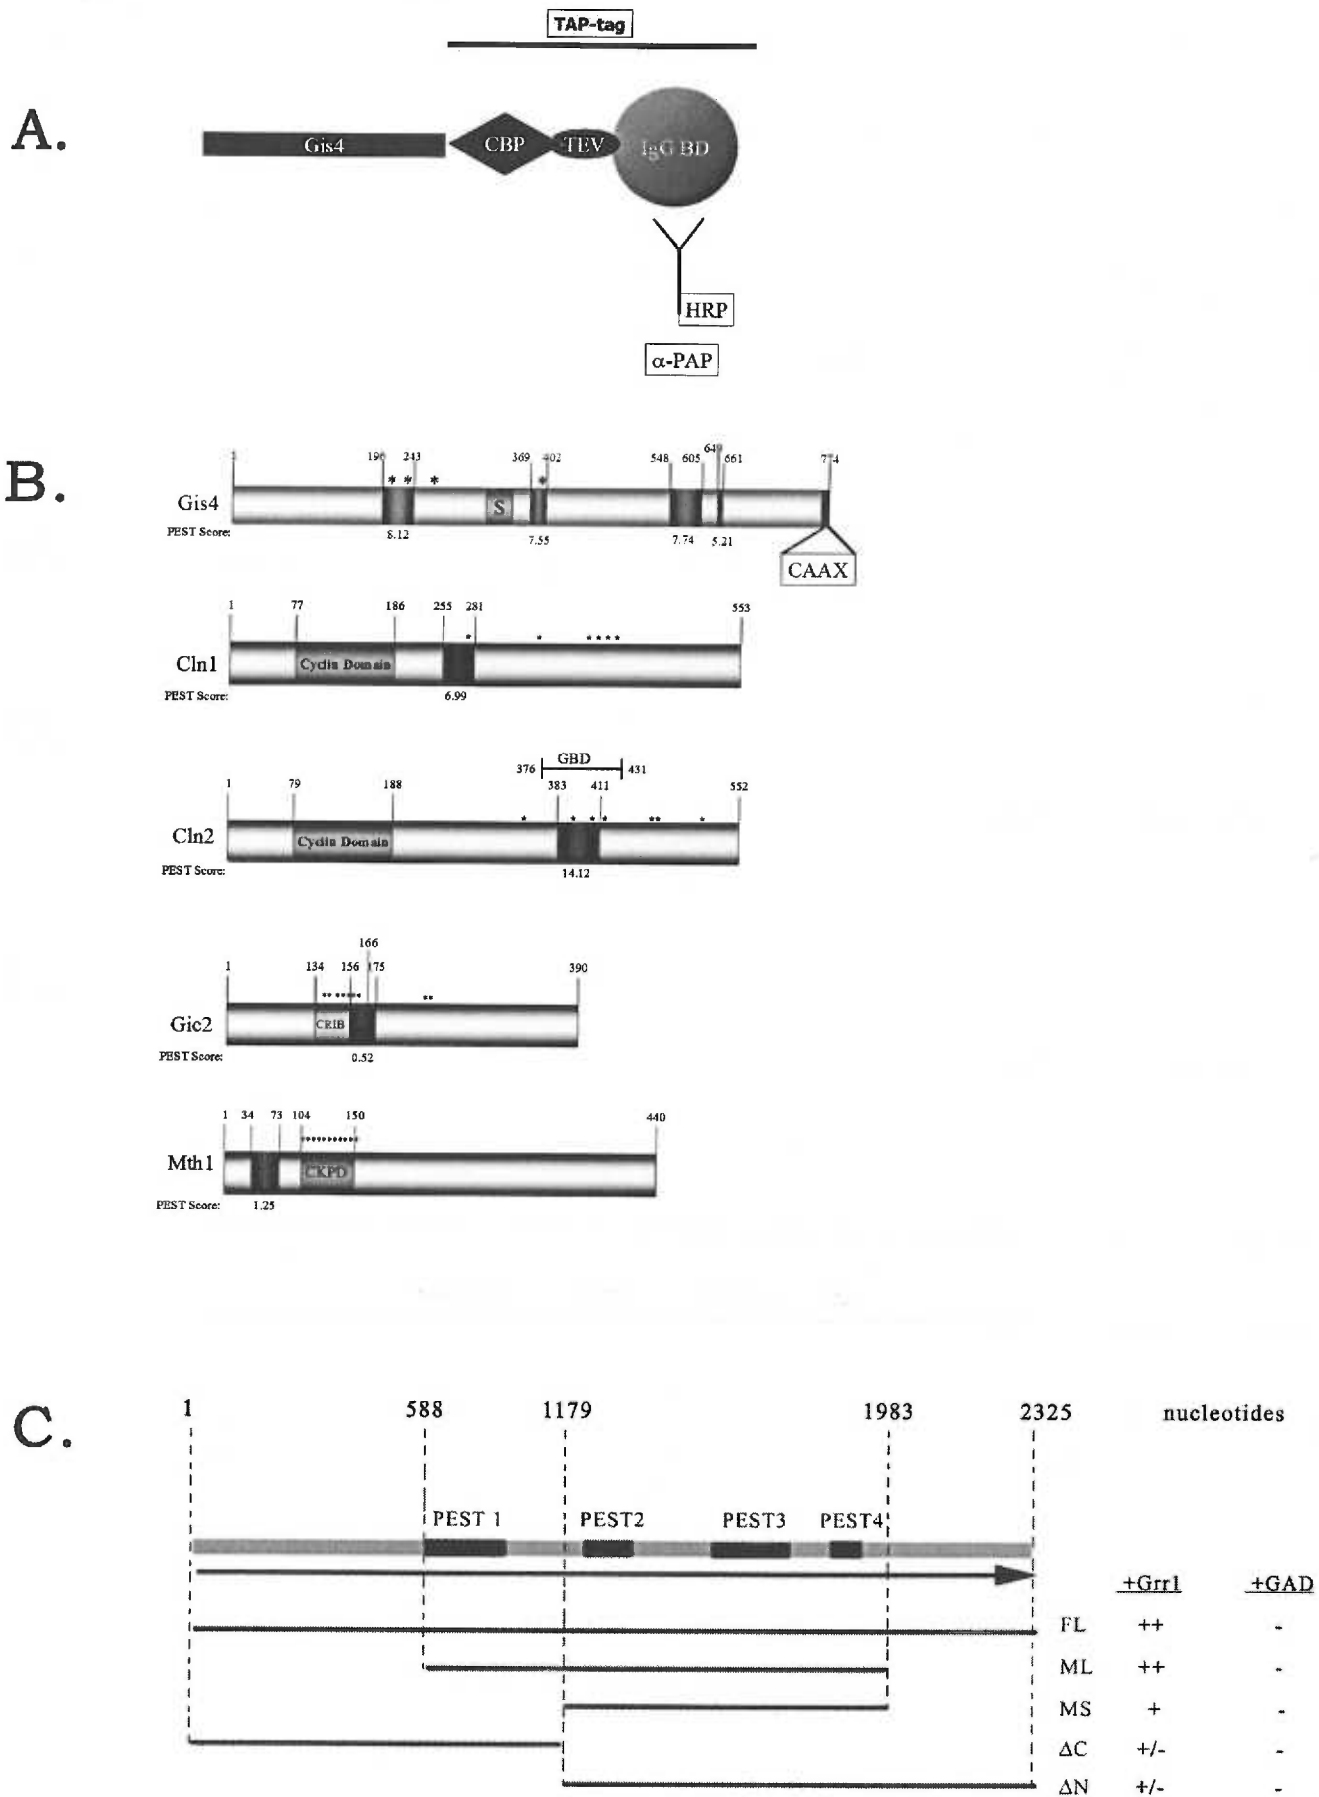 TAP-tag
A.
Gis4 CBP TEV IgG BD
HRP
α-PAP
B.
1 196 243 369 402 548 605 649 661 774
* * * *
Gis4 S
PEST Score: 8.12 7.55 7.74 5.21
CAAX
1 77 186 255 281 553
* * * * * *
Cln1 Cyclin Domain
PEST Score: 6.99
GBD
376 431
1 79 188 383 411 552
* * * * ** *
Cln2 Cyclin Domain
PEST Score: 14.12
166
1 134 156 175 390
Gic2 CRIB
PEST Score: 0.52
1 34 73 104 150 440
Mth1 CKPD
PEST Score: 1.25
C.
1 588 1179 1983 2325 nucleotides
PEST 1 PEST2 PEST3 PEST4
+Grr1 +GAD
FL ++ -
ML ++ -
MS + -
ΔC +/- -
ΔN +/- -